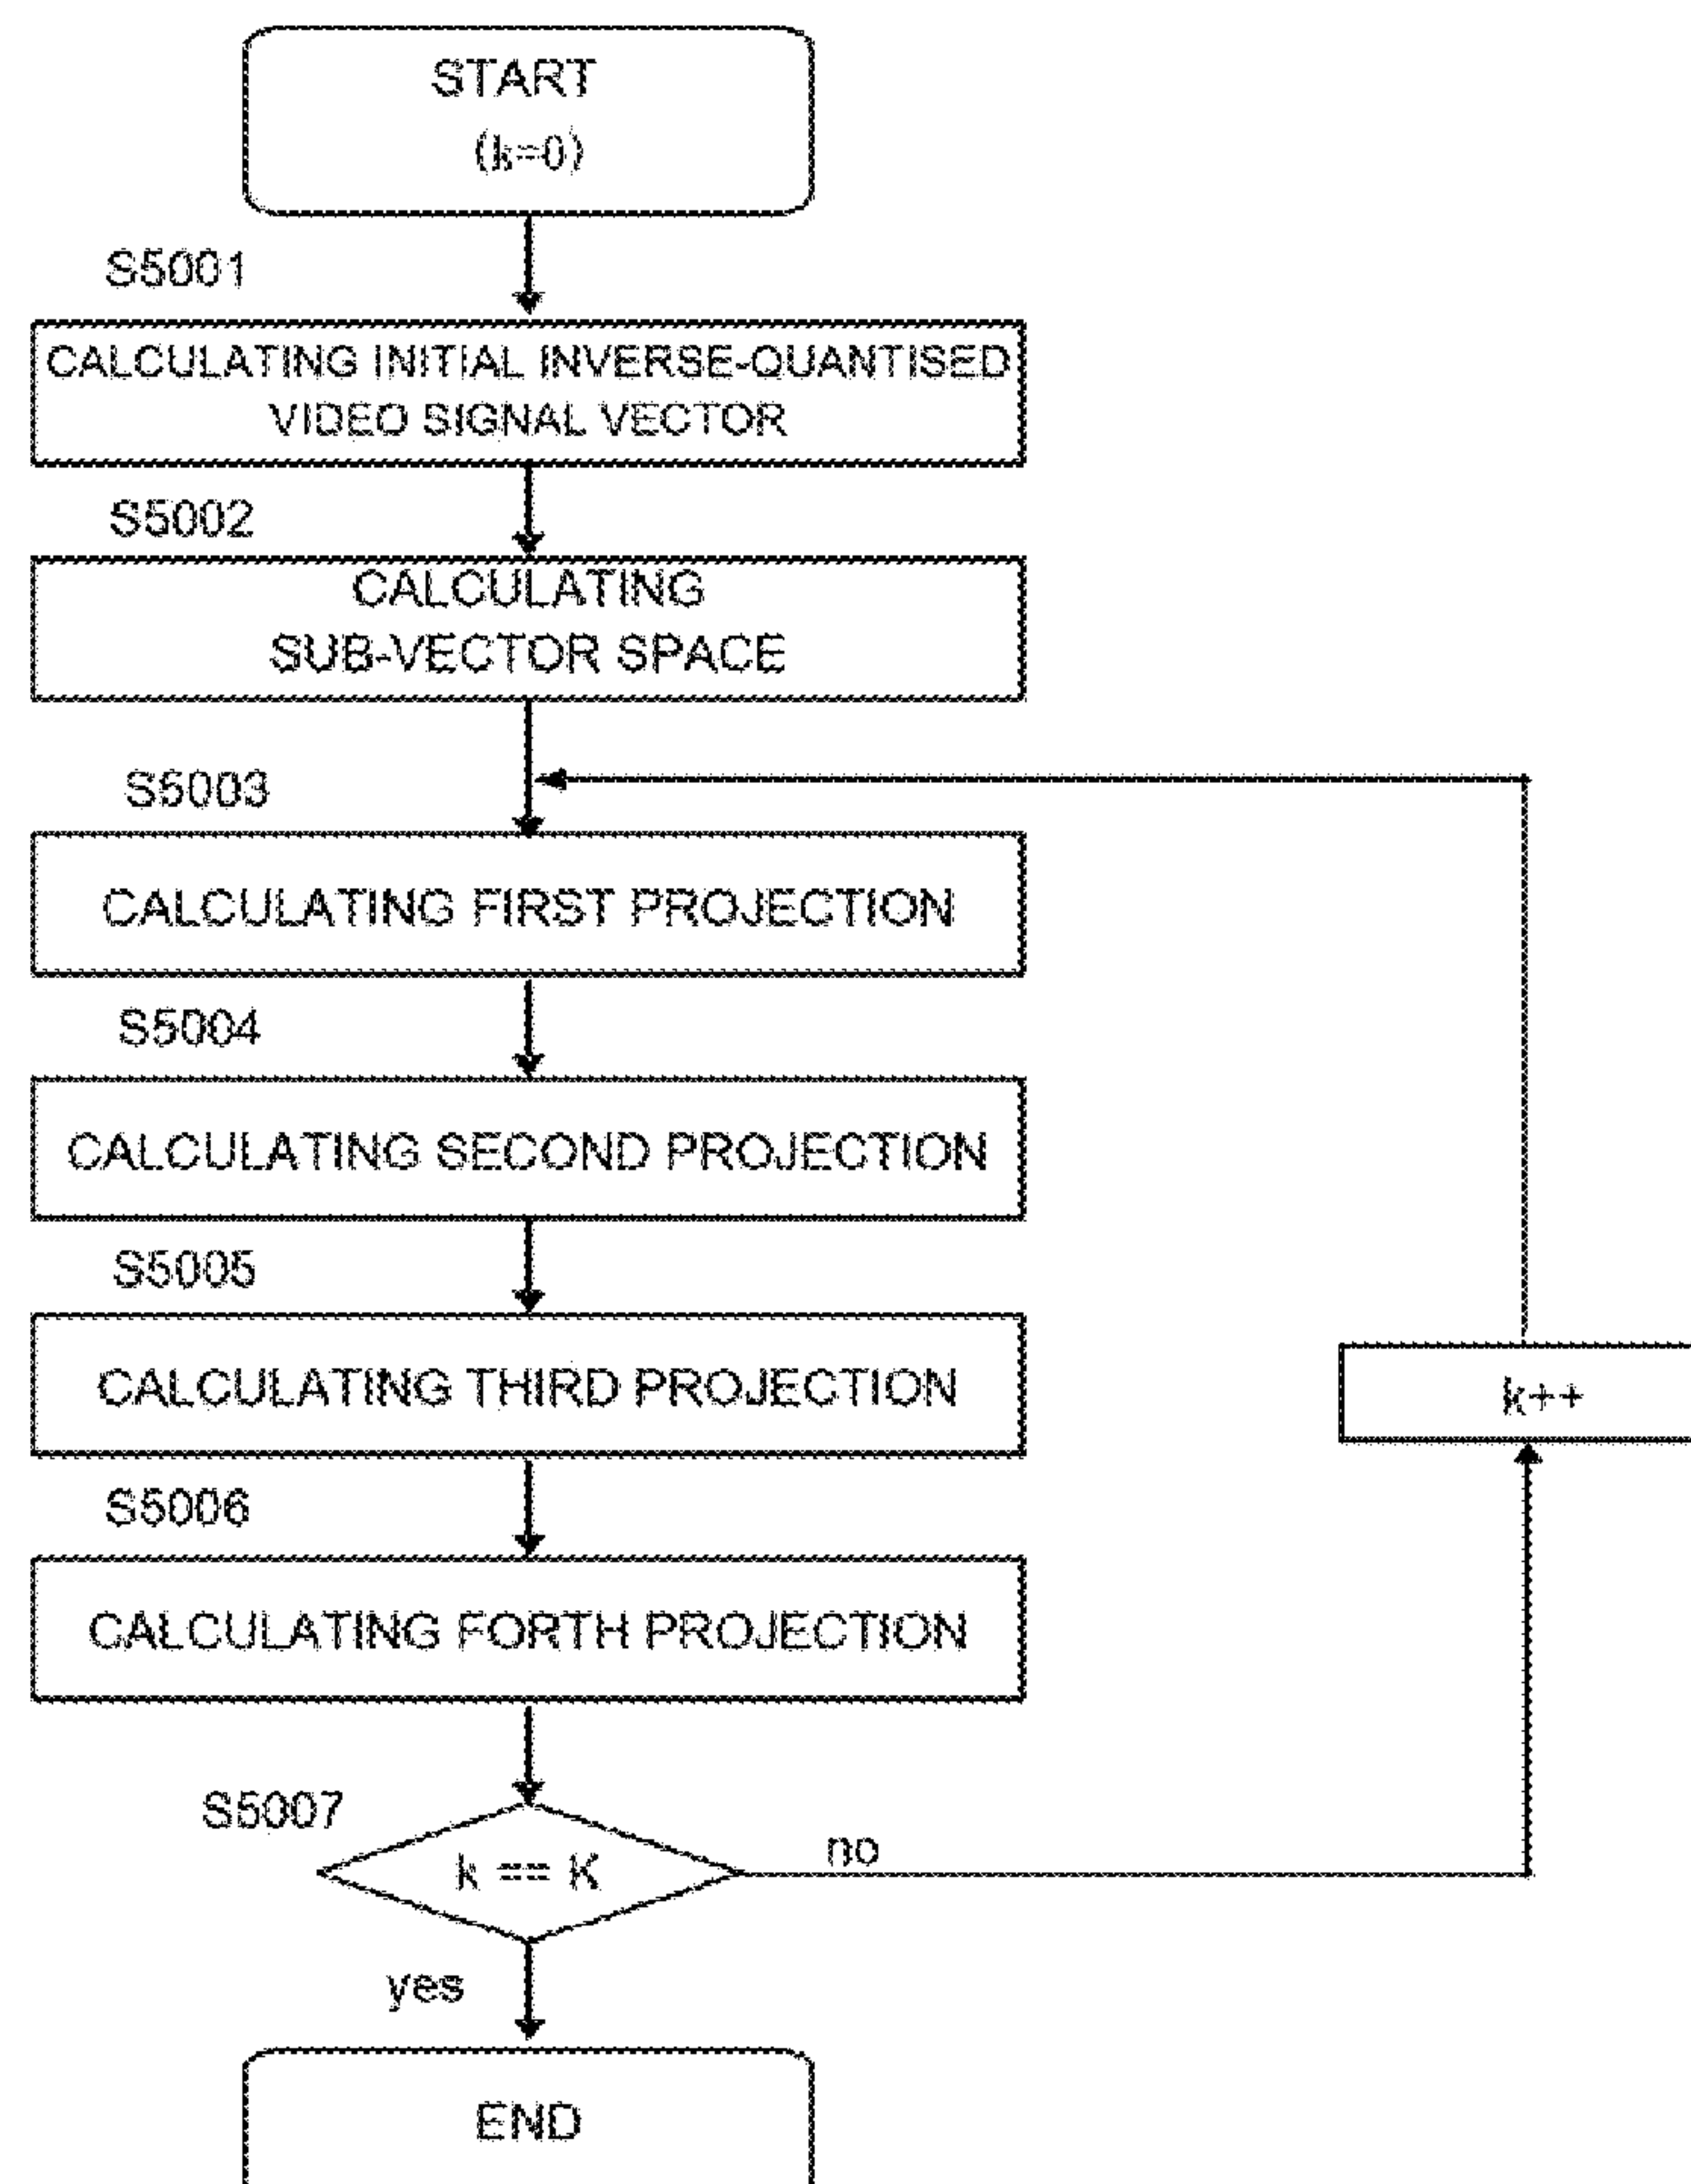 START
(k=0)
S5001
CALCULATING INITIAL INVERSE-QUANTISED
VIDEO SIGNAL VECTOR
S5002
CALCULATING
SUB-VECTOR SPACE
S5003
CALCULATING FIRST PROJECTION
S5004
CALCULATING SECOND PROJECTION
S5005
CALCULATING THIRD PROJECTION
k++
S5006
CALCULATING FORTH PROJECTION
S5007
k == K
no
yes
END